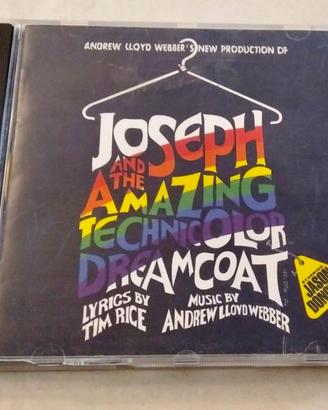 ANDREW LLOYD WEBBER'S NEW PRODUCTION OF
JOSEPH
AND THE
AMAZING
TECHNICOLOR
DREAMCOAT
LYRICS BY
TIM RICE
MUSIC BY
ANDREW LLOYD WEBBER
JASON